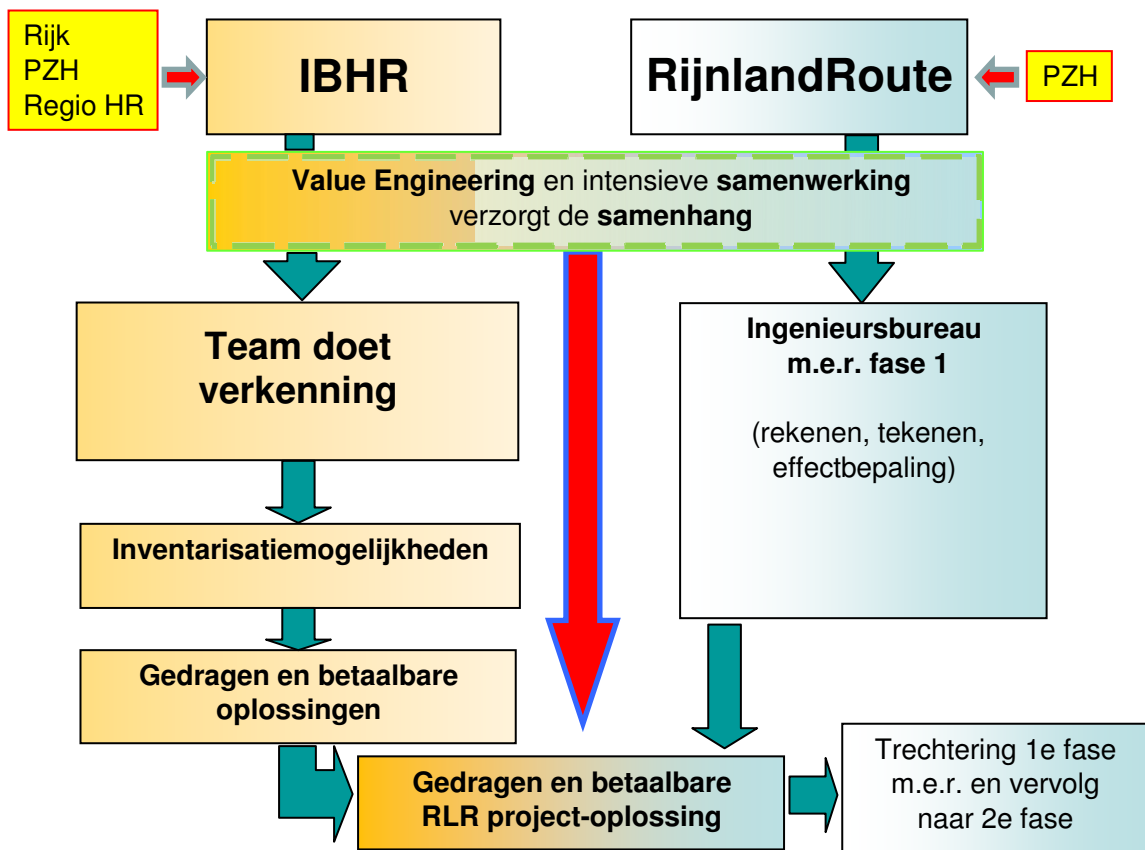 Rijk
PZH
Regio HR
IBHR
RijnlandRoute
PZH
Value Engineering en intensieve samenwerking
verzorgt de samenhang
Team doet
verkenning
Ingenieursbureau
m.e.r. fase 1
(rekenen, tekenen,
effectbepaling)
Inventarisatiemogelijkheden
Gedragen en betaalbare
oplossingen
Gedragen en betaalbare
RLR project-oplossing
Trechtering 1e fase
m.e.r. en vervolg
naar 2e fase